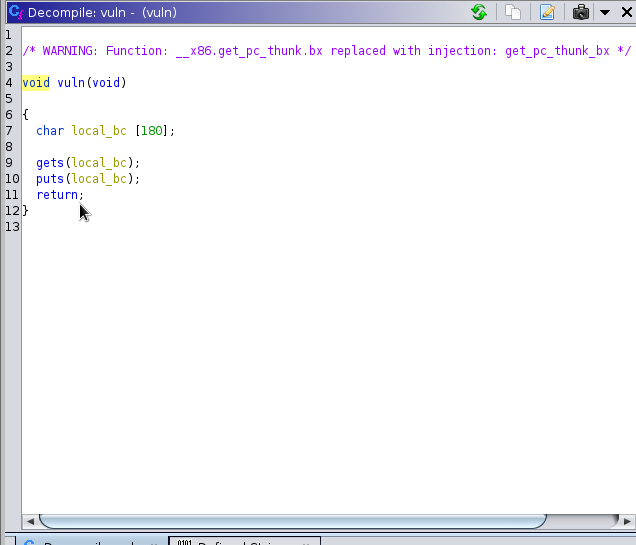 Decompile: vuln - (vuln)
1
2 /* WARNING: Function: __x86.get_pc_thunk.bx replaced with injection: get_pc_thunk_bx */
3
4 void vuln(void)
5
6 {
7 char local_bc [180];
8
9 gets(local_bc);
10 puts(local_bc);
11 return;
12 }
13